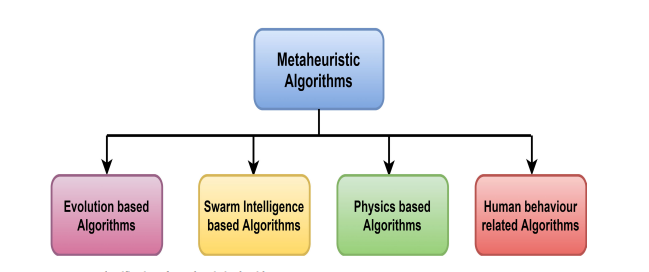 Metaheuristic
Algorithms
Evolution based
Algorithms
Swarm Intelligence
based Algorithms
Physics based
Algorithms
Human behaviour
related Algorithms